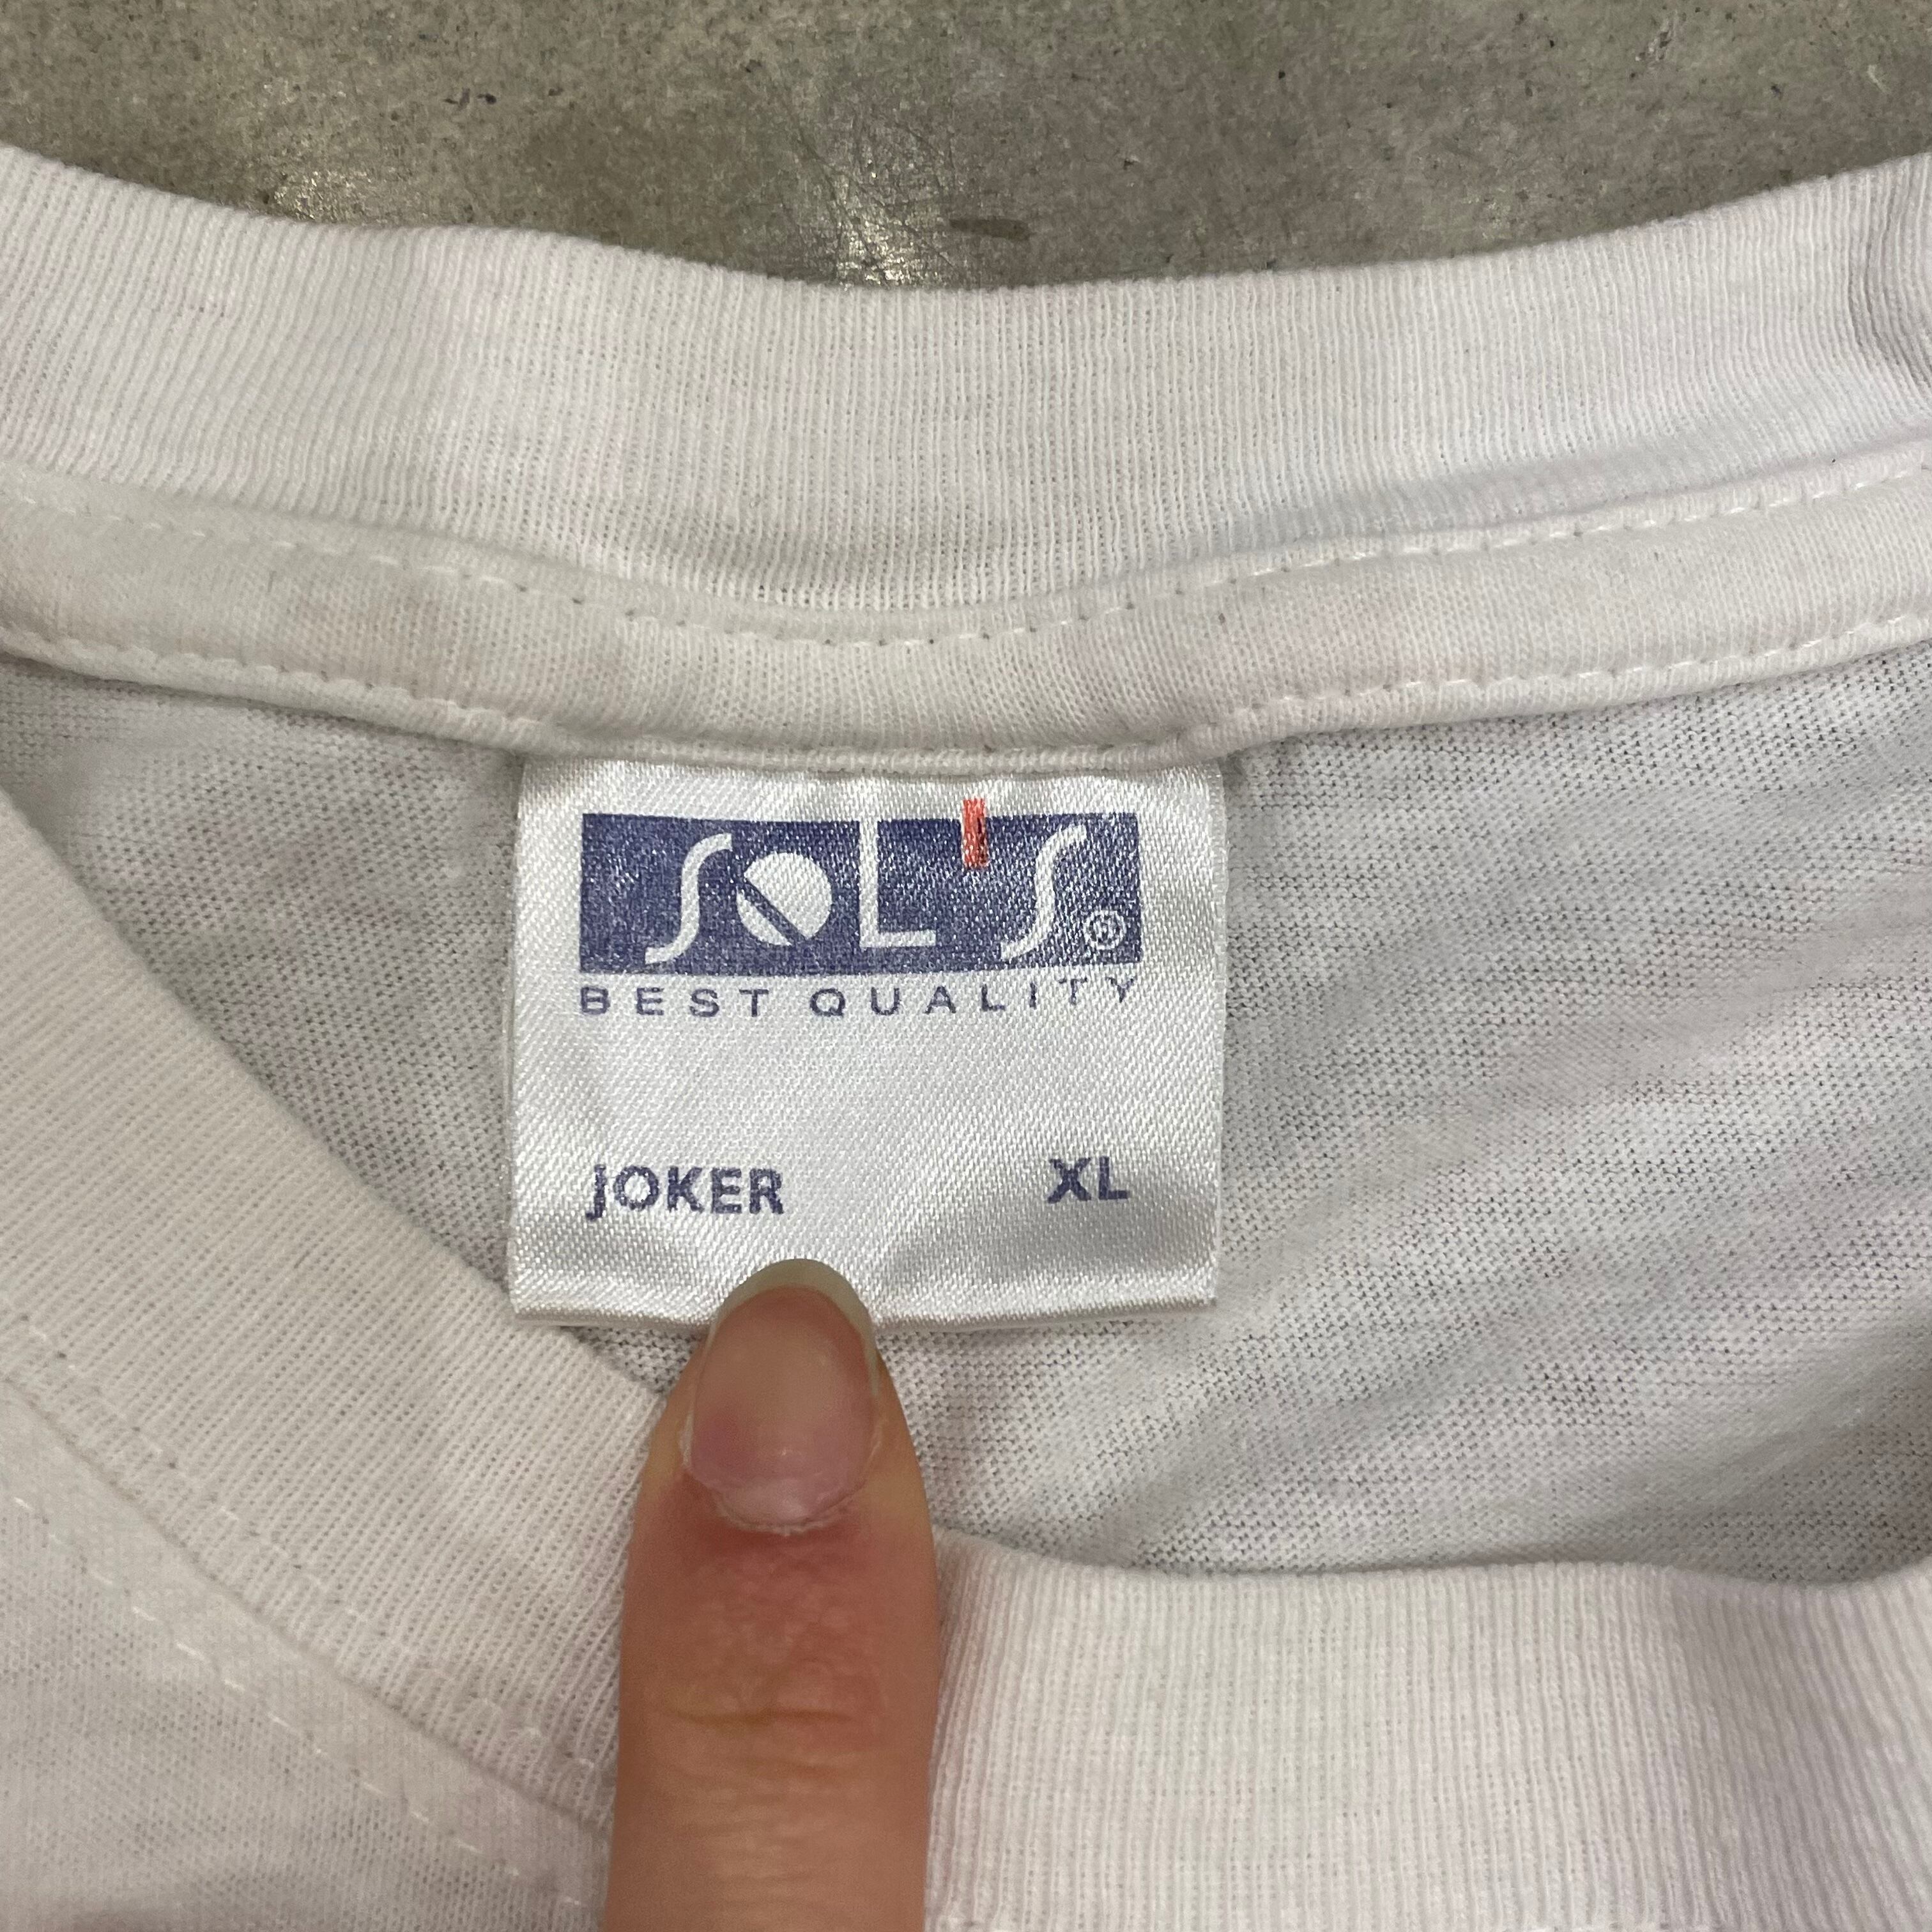 SOL'S®
BEST QUALITY
JOKER XL